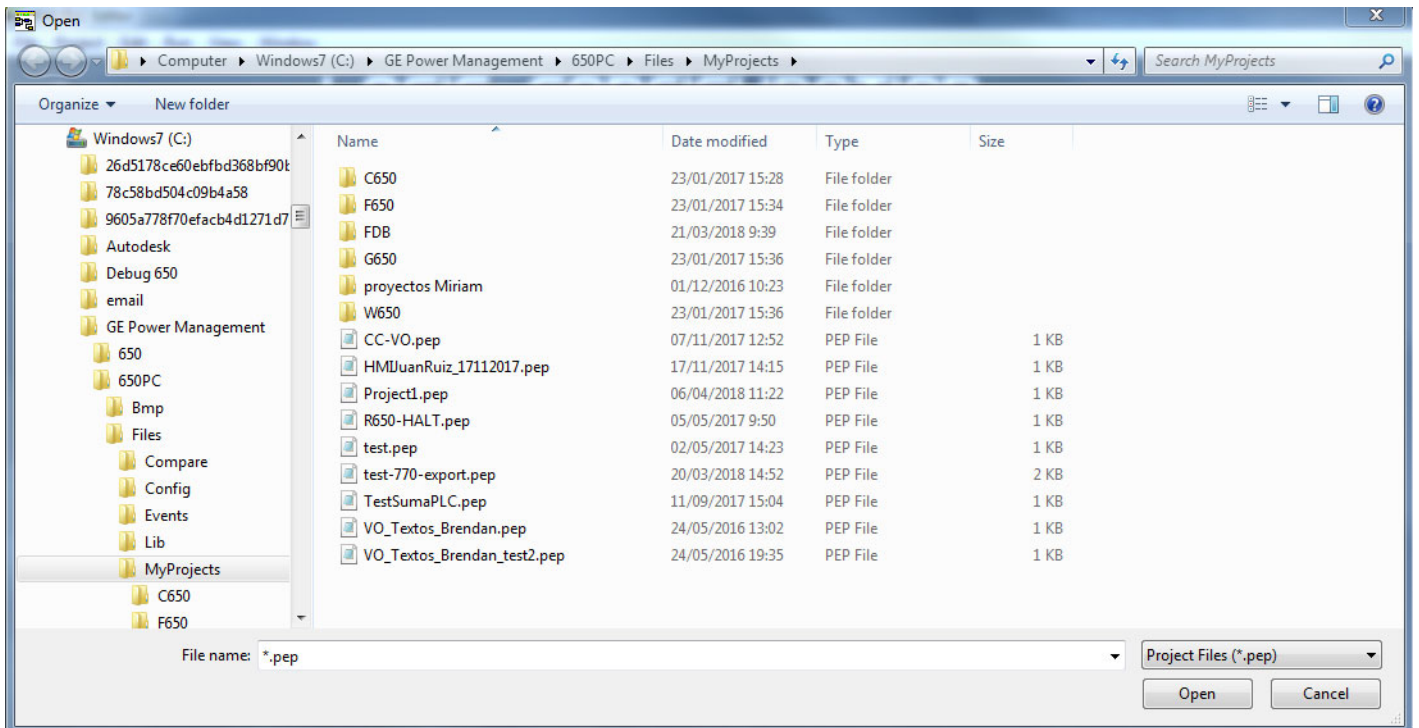 Open
Computer Windows7 (C:) GE Power Management 650PC Files MyProjects
Search MyProjects
Organize New folder
Windows7 (C:)
26d5178ce60ebfbd368bf90b
78c58bd504c09b4a58
9605a778f70efacb4d1271d7
Autodesk
Debug 650
email
GE Power Management
650
650PC
Bmp
Files
Compare
Config
Events
Lib
MyProjects
C650
F650
Name Date modified Type Size
C650 23/01/2017 15:28 File folder
F650 23/01/2017 15:34 File folder
FDB 21/03/2018 9:39 File folder
G650 23/01/2017 15:36 File folder
proyectos Miriam 01/12/2016 10:23 File folder
W650 23/01/2017 15:36 File folder
CC-VO.pep 07/11/2017 12:52 PEP File 1 KB
HMIJuanRuiz_17112017.pep 17/11/2017 14:15 PEP File 1 KB
Project1.pep 06/04/2018 11:22 PEP File 1 KB
R650-HALT.pep 05/05/2017 9:50 PEP File 1 KB
test.pep 02/05/2017 14:23 PEP File 1 KB
test-770-export.pep 20/03/2018 14:52 PEP File 2 KB
TestSumaPLC.pep 11/09/2017 15:04 PEP File 1 KB
VO_Textos_Brendan.pep 24/05/2016 13:02 PEP File 1 KB
VO_Textos_Brendan_test2.pep 24/05/2016 19:35 PEP File 1 KB
File name: *.pep Project Files (*.pep)
Open Cancel